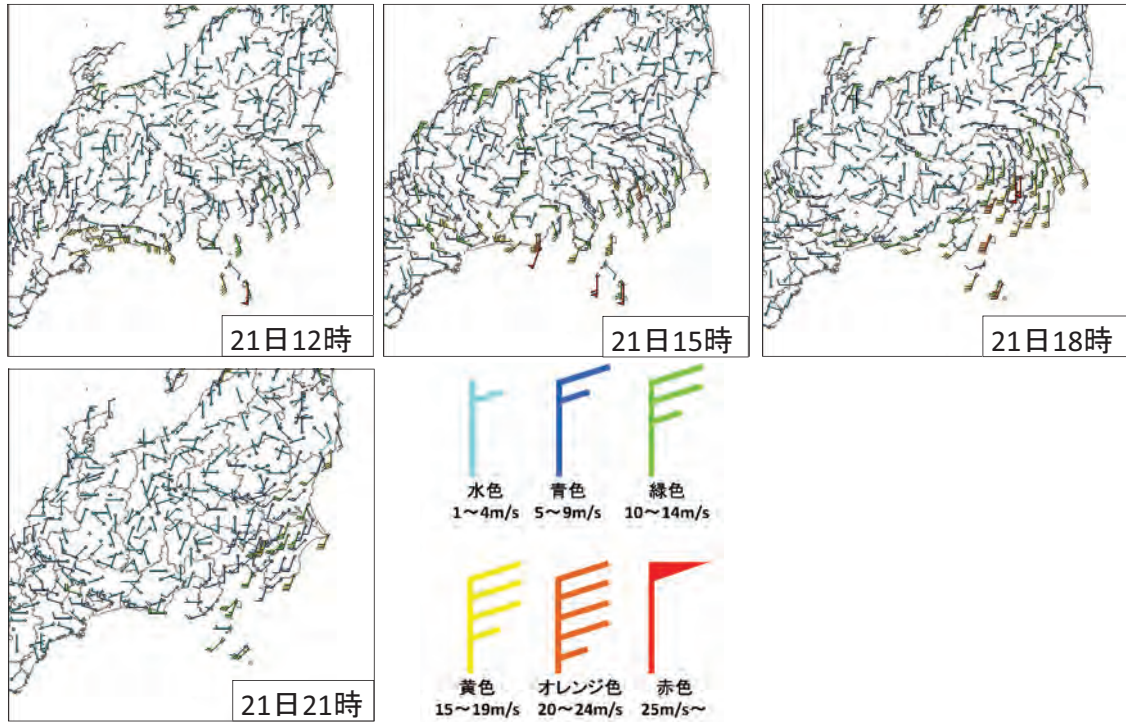 21日12時
21日15時
21日18時
21日21時
水色
1～4m/s
青色
5～9m/s
緑色
10～14m/s
黄色
15～19m/s
オレンジ色
20～24m/s
赤色
25m/s～